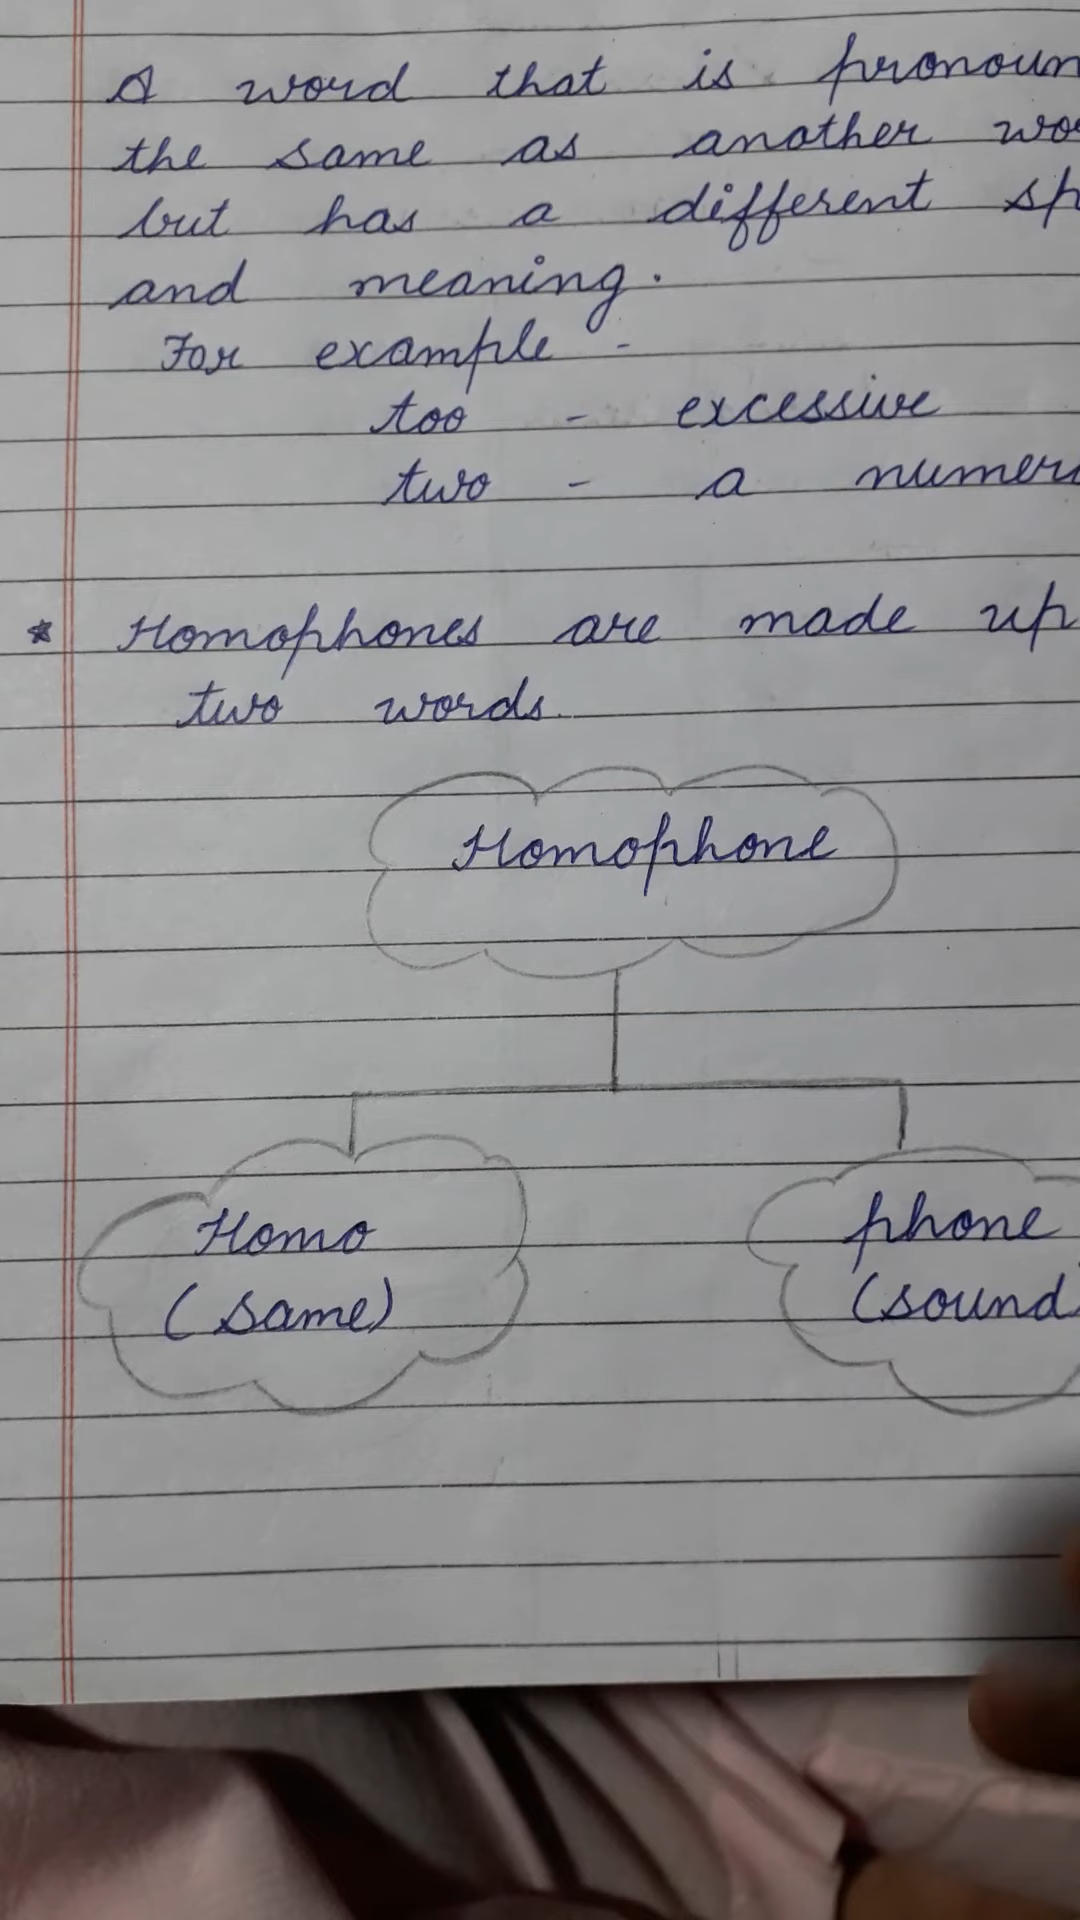 A word that is pronoun
the same as another wo
but has a different sp
and meaning.
For example -
too - excessive
two - a numer
* Homophones are made up
two words.
Homophone
Homo
(same)
phone
(sound)